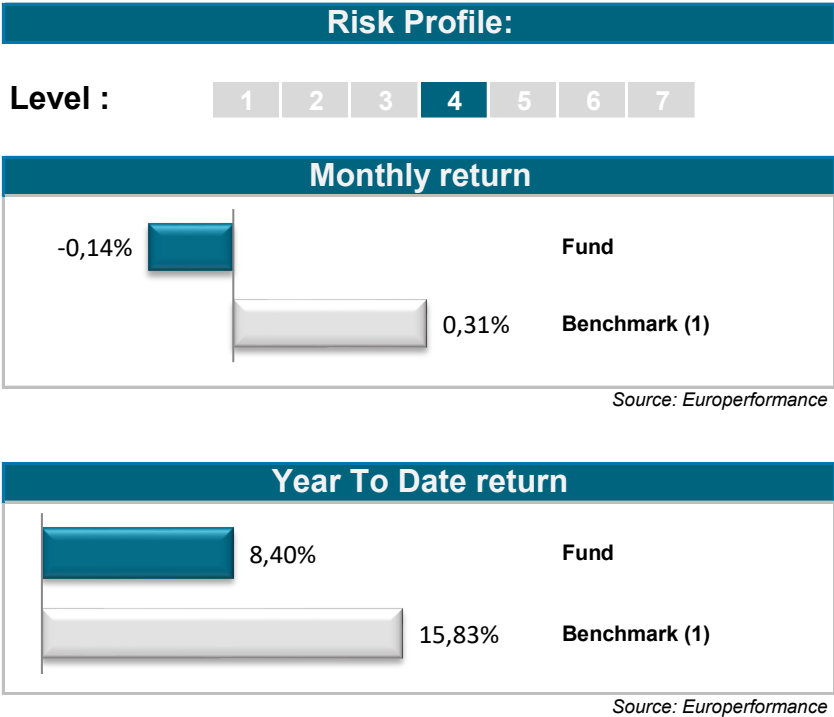 Risk Profile:
Level : 1 2 3 4 5 6 7
Monthly return
-0,14% Fund
0,31% Benchmark (1)
Source: Europerformance
Year To Date return
8,40% Fund
15,83% Benchmark (1)
Source: Europerformance